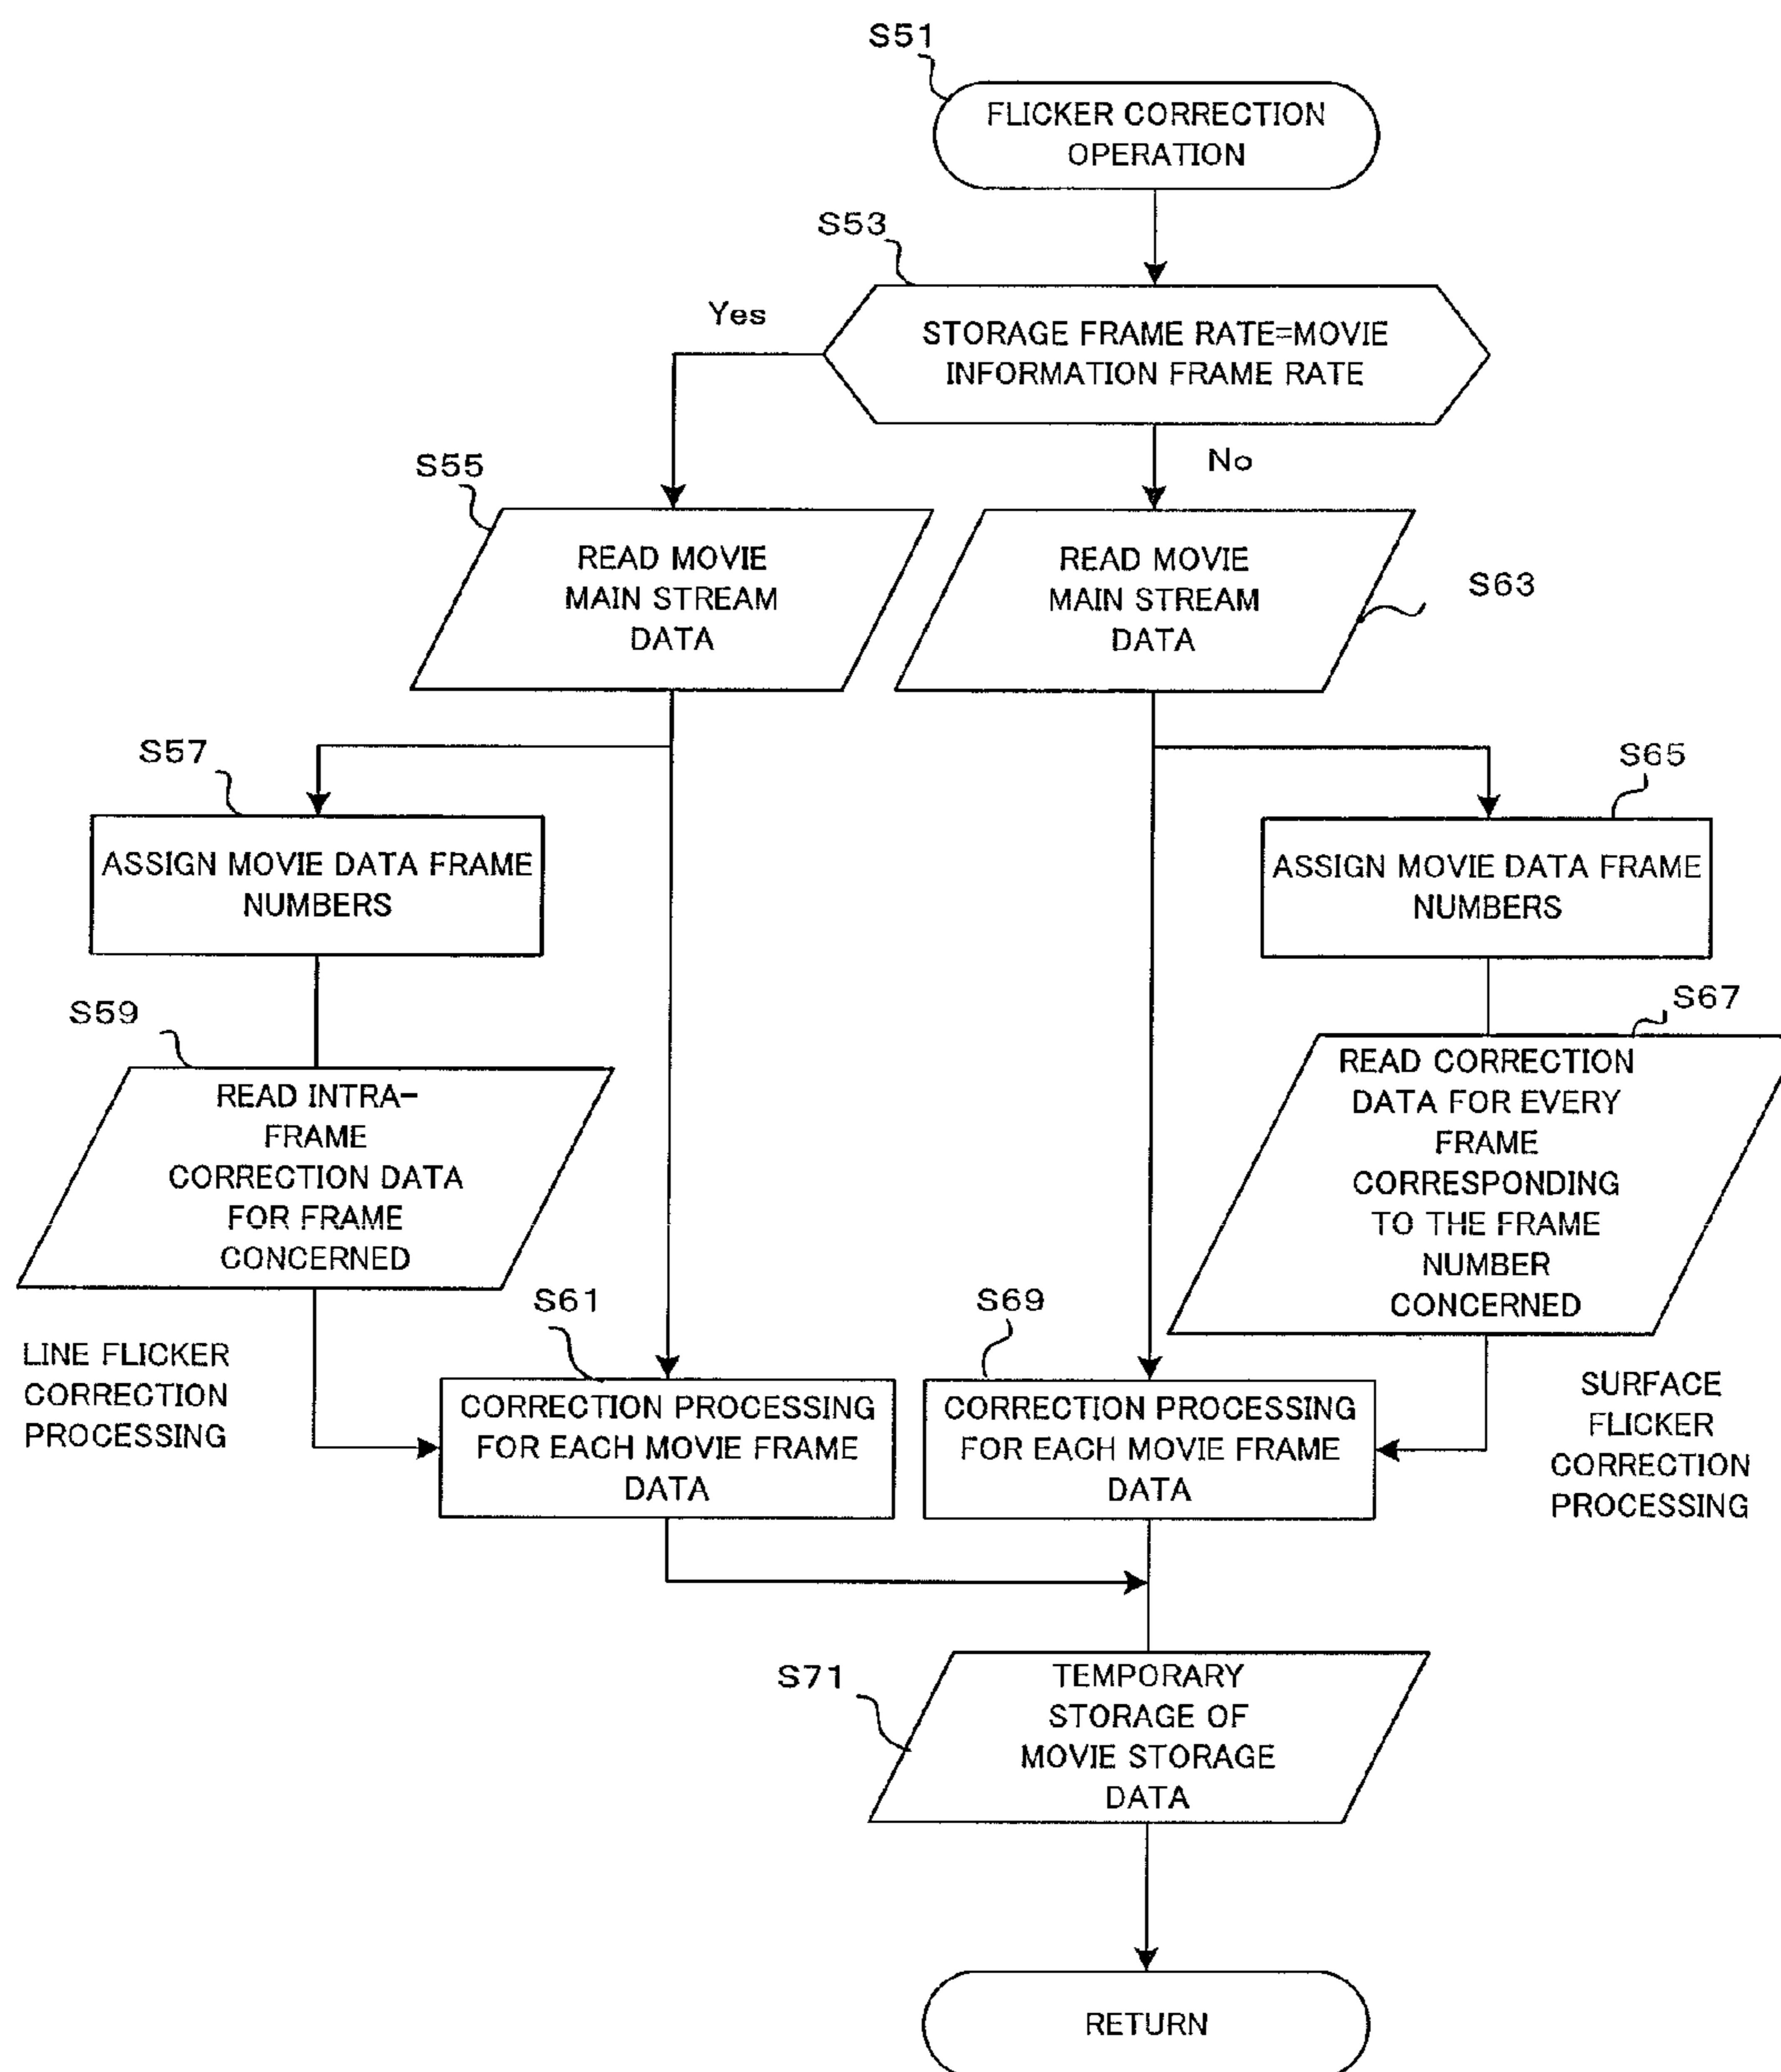 S51
FLICKER CORRECTION
OPERATION
S53
Yes
STORAGE FRAME RATE=MOVIE
INFORMATION FRAME RATE
No
S55
READ MOVIE
MAIN STREAM
DATA
READ MOVIE
MAIN STREAM
DATA
S63
S57
ASSIGN MOVIE DATA FRAME
NUMBERS
S65
ASSIGN MOVIE DATA FRAME
NUMBERS
S59
READ INTRA-
FRAME
CORRECTION DATA
FOR FRAME
CONCERNED
S67
READ CORRECTION
DATA FOR EVERY
FRAME
CORRESPONDING
TO THE FRAME
NUMBER
CONCERNED
LINE FLICKER
CORRECTION
PROCESSING
S61
CORRECTION PROCESSING
FOR EACH MOVIE FRAME
DATA
S69
CORRECTION PROCESSING
FOR EACH MOVIE FRAME
DATA
SURFACE
FLICKER
CORRECTION
PROCESSING
S71
TEMPORARY
STORAGE OF
MOVIE STORAGE
DATA
RETURN